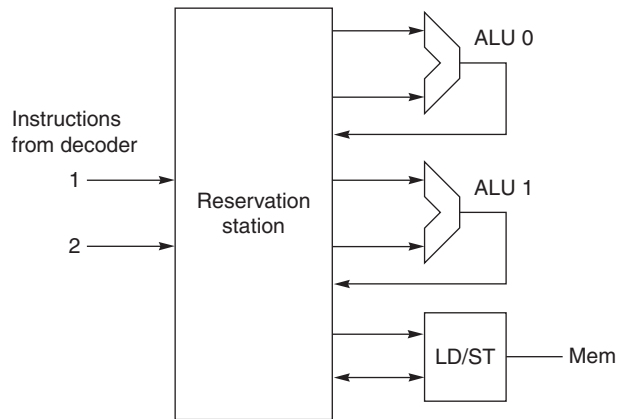 ALU 0
Instructions
from decoder
1
2
Reservation
station
ALU 1
LD/ST
Mem